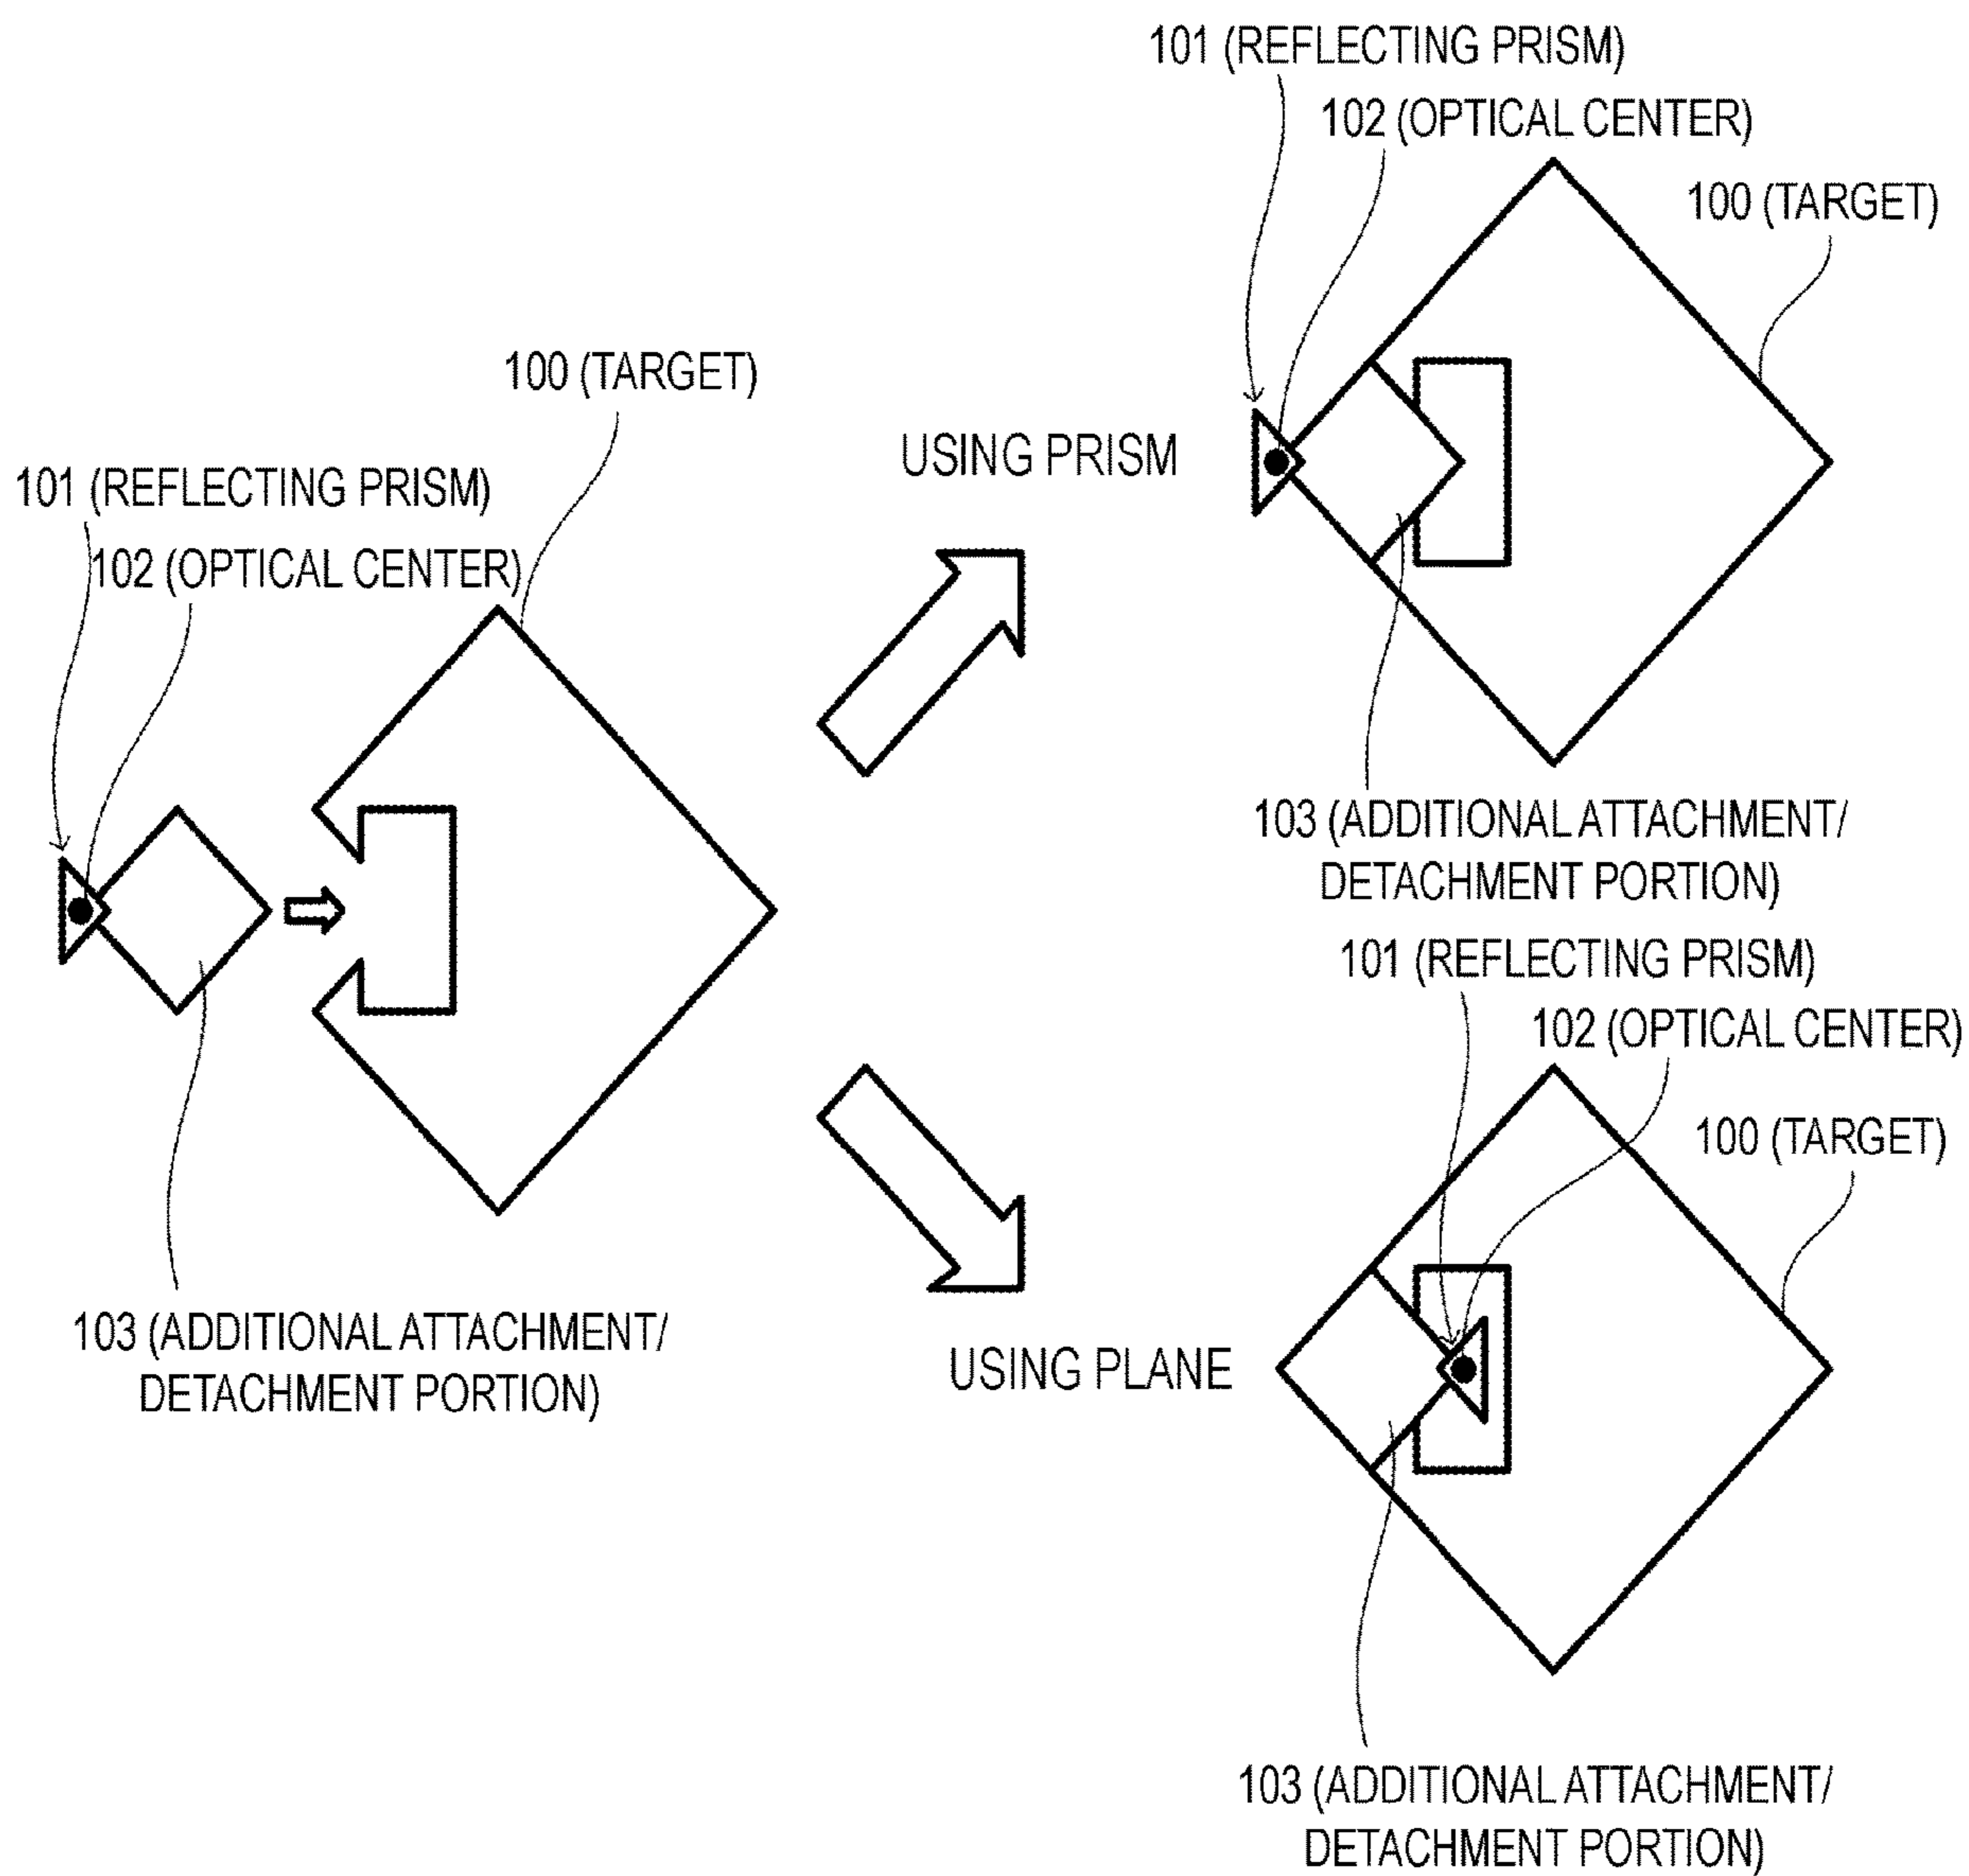 101 (REFLECTING PRISM)
102 (OPTICAL CENTER)
100 (TARGET)
100 (TARGET)
USING PRISM
101 (REFLECTING PRISM)
102 (OPTICAL CENTER)
103 (ADDITIONAL ATTACHMENT/
DETACHMENT PORTION)
101 (REFLECTING PRISM)
102 (OPTICAL CENTER)
100 (TARGET)
103 (ADDITIONAL ATTACHMENT/
DETACHMENT PORTION)
USING PLANE
103 (ADDITIONAL ATTACHMENT/
DETACHMENT PORTION)